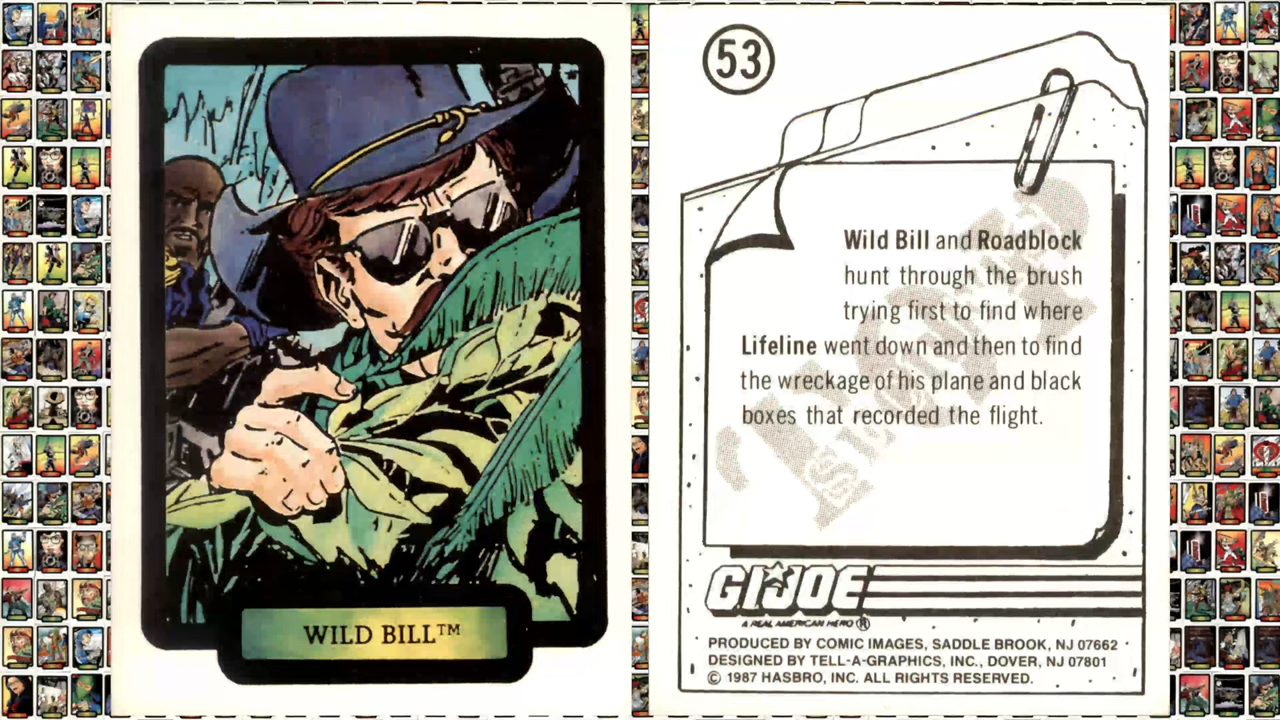 WILD BILL™
53
Wild Bill and Roadblock
hunt through the brush
trying first to find where
Lifeline went down and then to find
the wreckage of his plane and black
boxes that recorded the flight.
G.I. JOE
A REAL AMERICAN HERO®
PRODUCED BY COMIC IMAGES, SADDLE BROOK, NJ 07662
DESIGNED BY TELL-A-GRAPHICS, INC., DOVER, NJ 07801
© 1987 HASBRO, INC. ALL RIGHTS RESERVED.